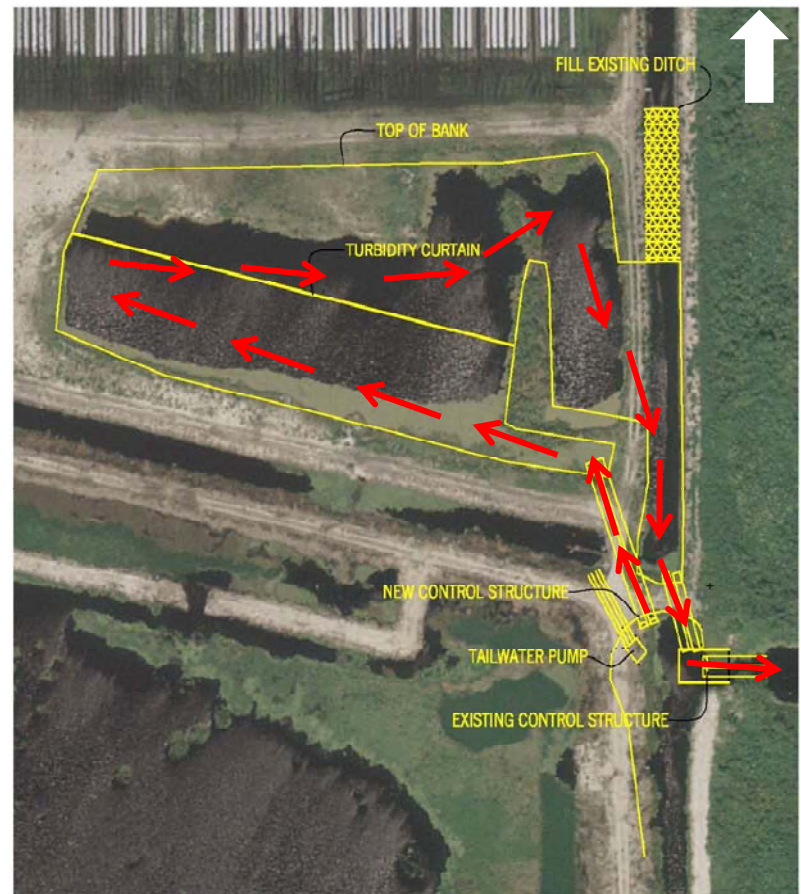 FILL EXISTING DITCH
TOP OF BANK
TURBIDITY CURTAIN
NEW CONTROL STRUCTURE
TAILWATER PUMP
EXISTING CONTROL STRUCTURE